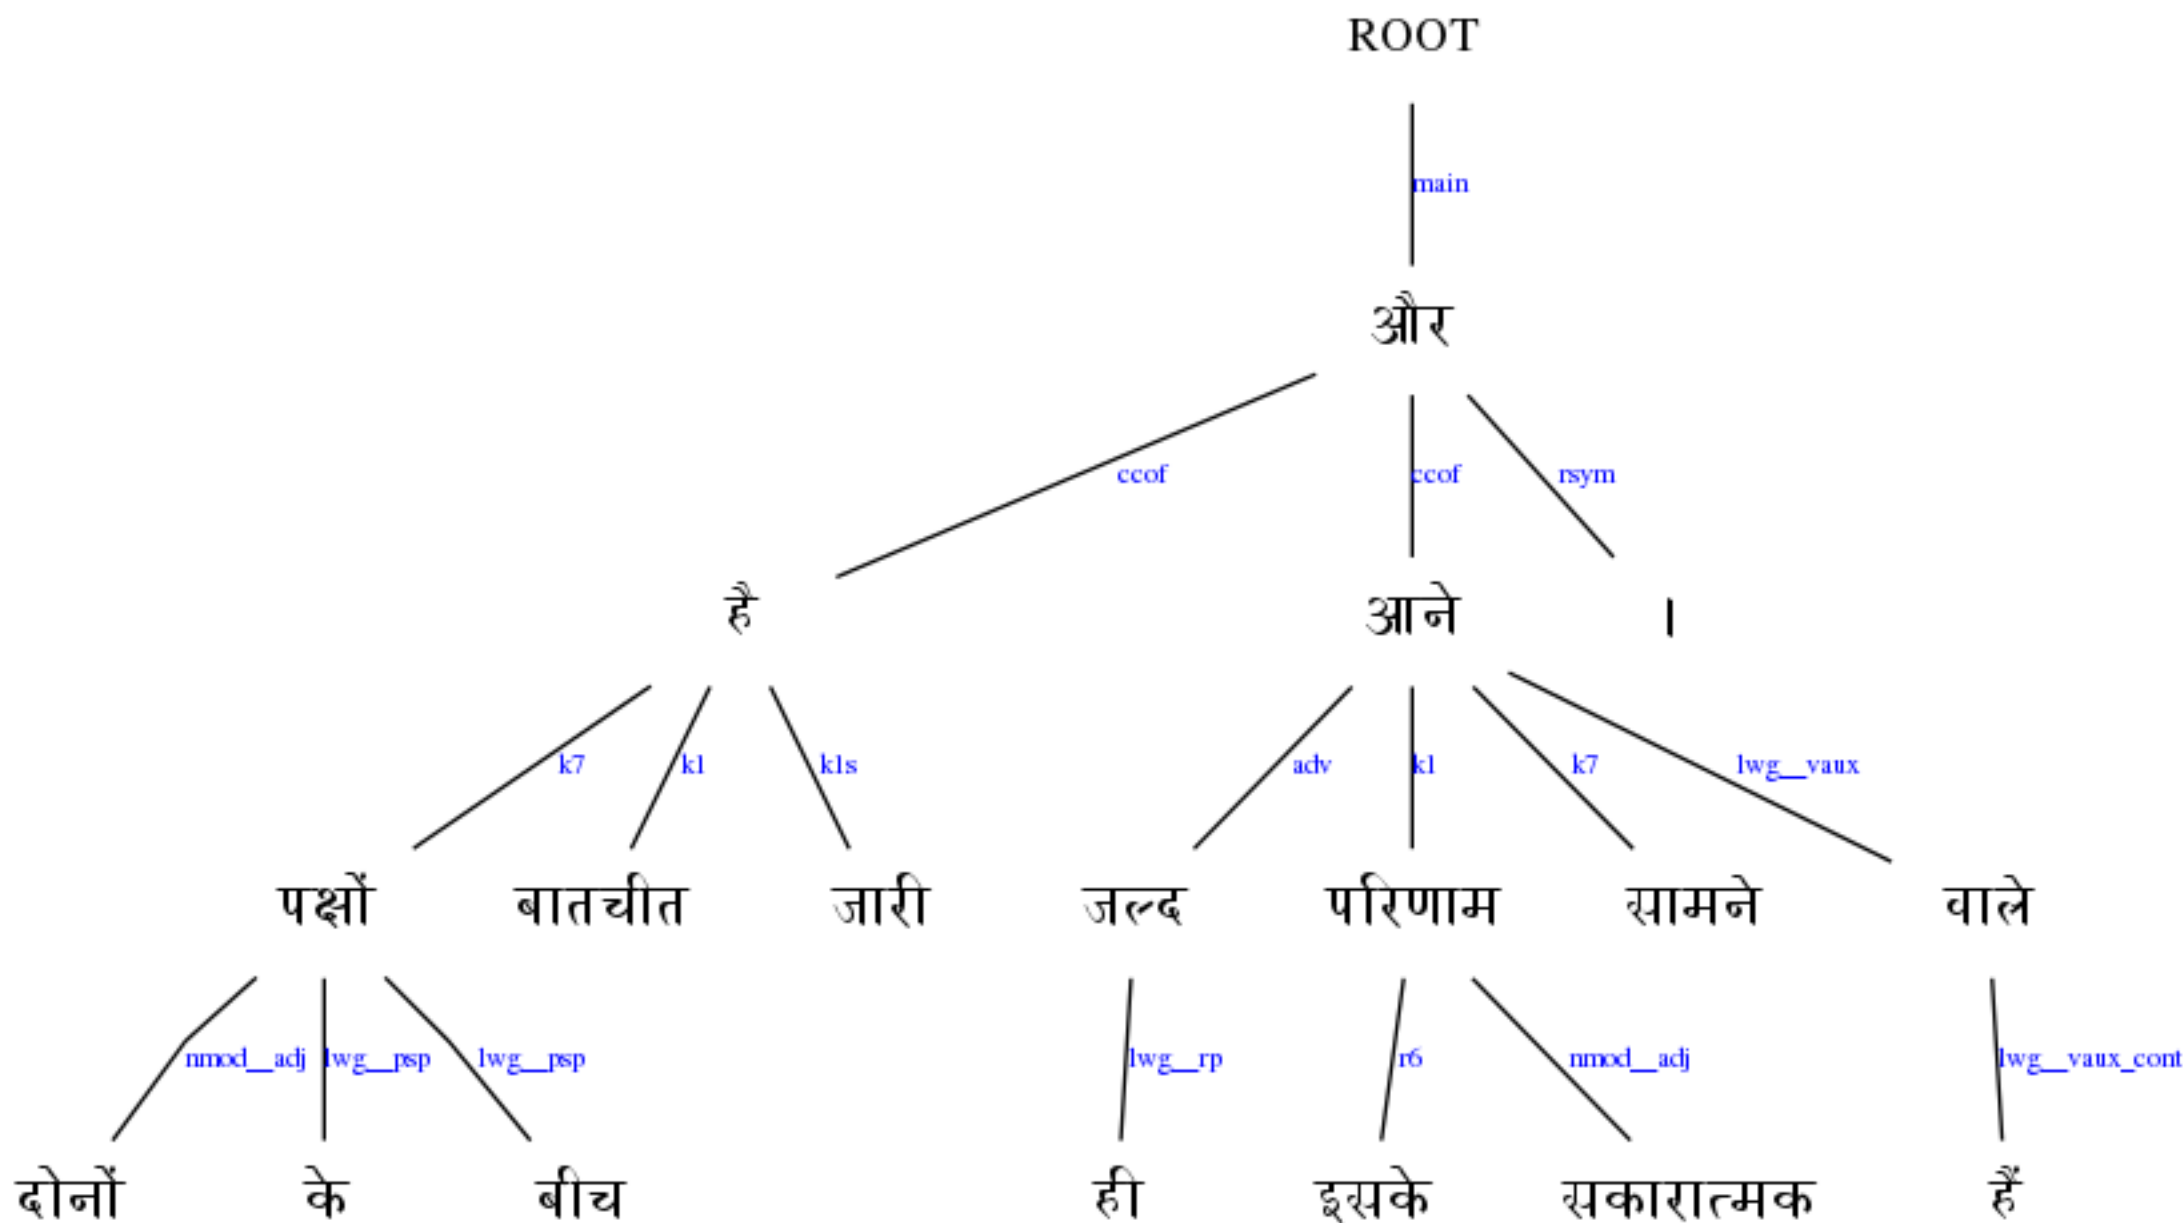 ROOT
main
और
ccof ccof rsym
है आने ।
k7 k1 k1s adv k1 k7 lwg__vaux
पक्षों बातचीत जारी जल्द परिणाम सामने वाले
nmod__adj lwg__psp lwg__psp lwg__rp r6 nmod__adj lwg__vaux_cont
दोनों के बीच ही इसके सकारात्मक हैं